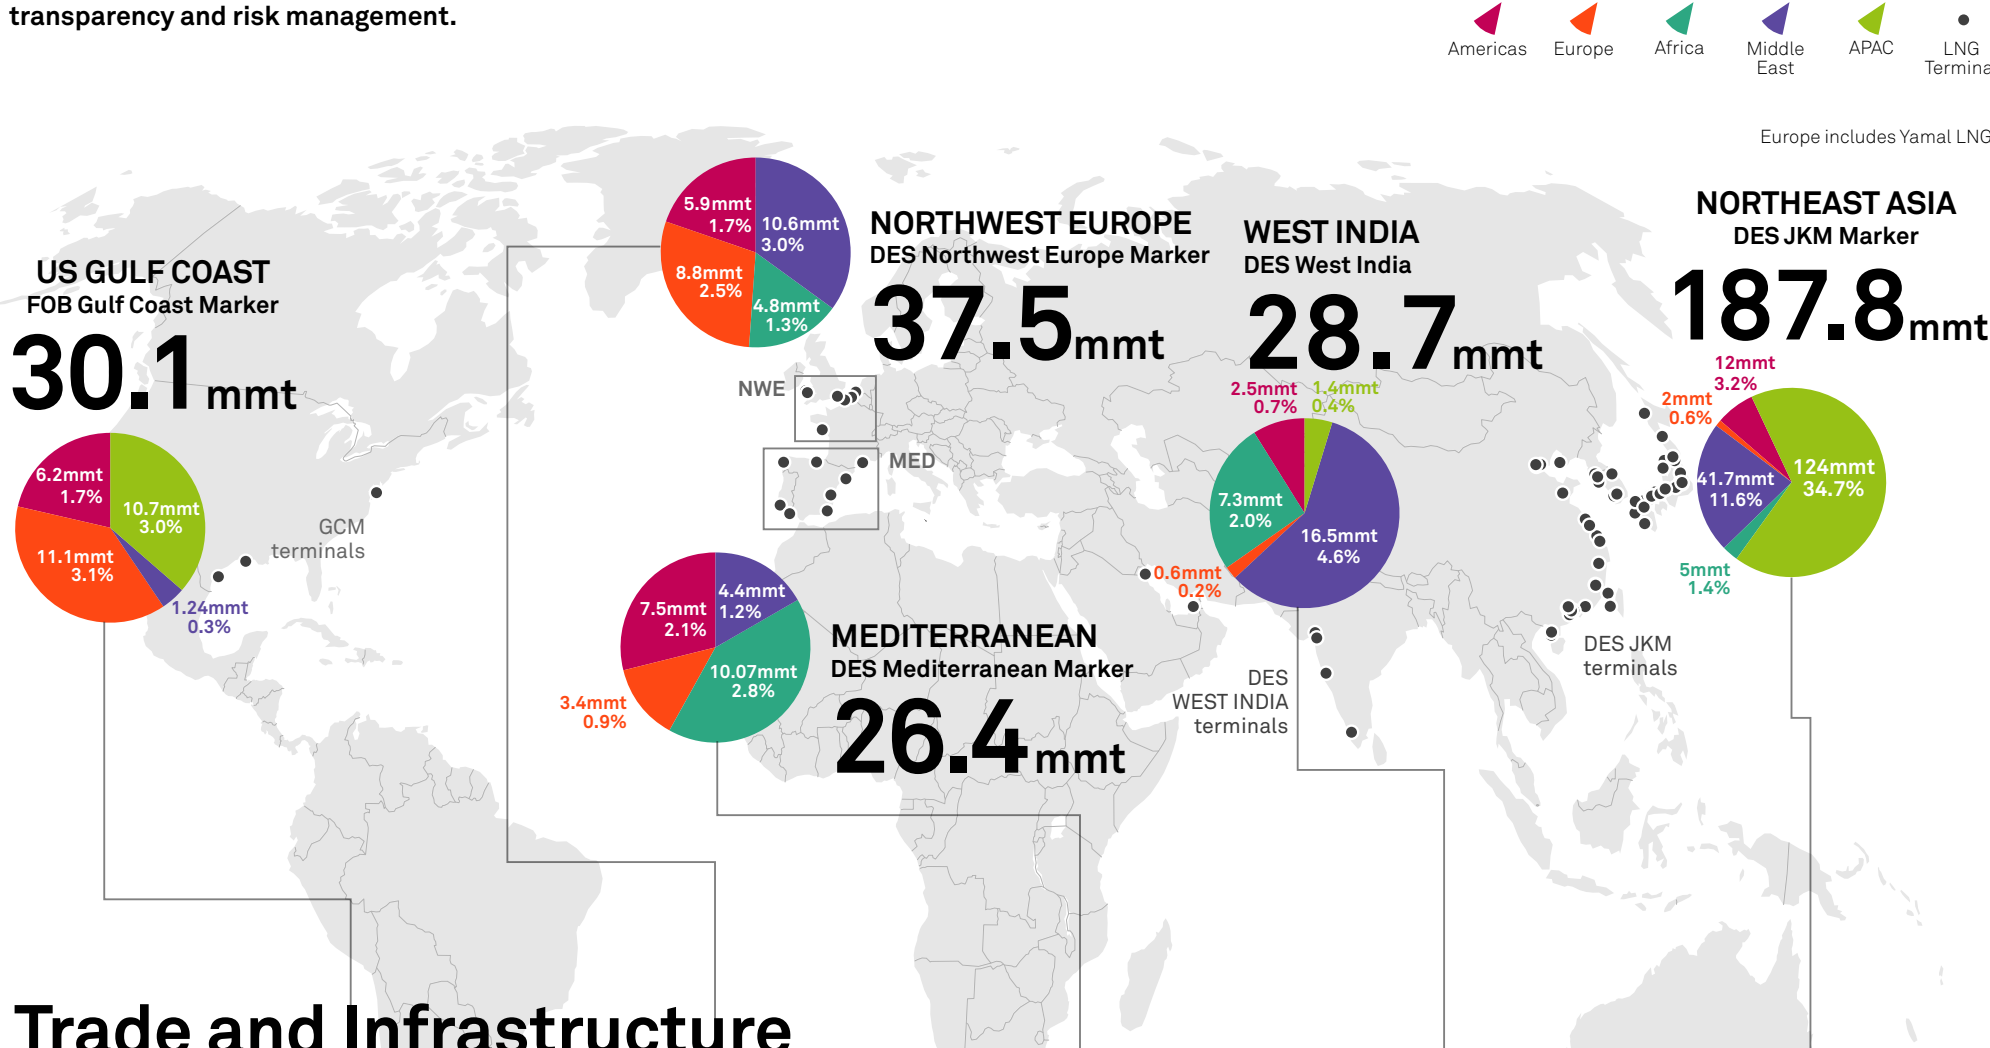 transparency and risk management.
Americas
Europe
Africa
Middle
East
APAC
LNG
Europe includes Yamal LNG
US GULF COAST
FOB Gulf Coast Marker
30.1 mmt
6.2mmt
1.7%
10.7mmt
3.0%
11.1mmt
3.1%
1.24mmt
0.3%
GCM
terminals
5.9mmt
1.7%
10.6mmt
3.0%
8.8mmt
2.5%
4.8mmt
1.3%
NORTHWEST EUROPE
DES Northwest Europe Marker
37.5mmt
NWE
MED
7.5mmt
2.1%
4.4mmt
1.2%
10.07mmt
2.8%
3.4mmt
0.9%
MEDITERRANEAN
DES Mediterranean Marker
26.4mmt
WEST INDIA
DES West India
28.7mmt
2.5mmt
0.7%
1.4mmt
0.4%
7.3mmt
2.0%
16.5mmt
4.6%
0.6mmt
0.2%
DES
WEST INDIA
terminals
NORTHEAST ASIA
DES JKM Marker
187.8mmt
12mmt
3.2%
2mmt
0.6%
124mmt
34.7%
41.7mmt
11.6%
5mmt
1.4%
DES JKM
terminals
Trade and Infrastructure